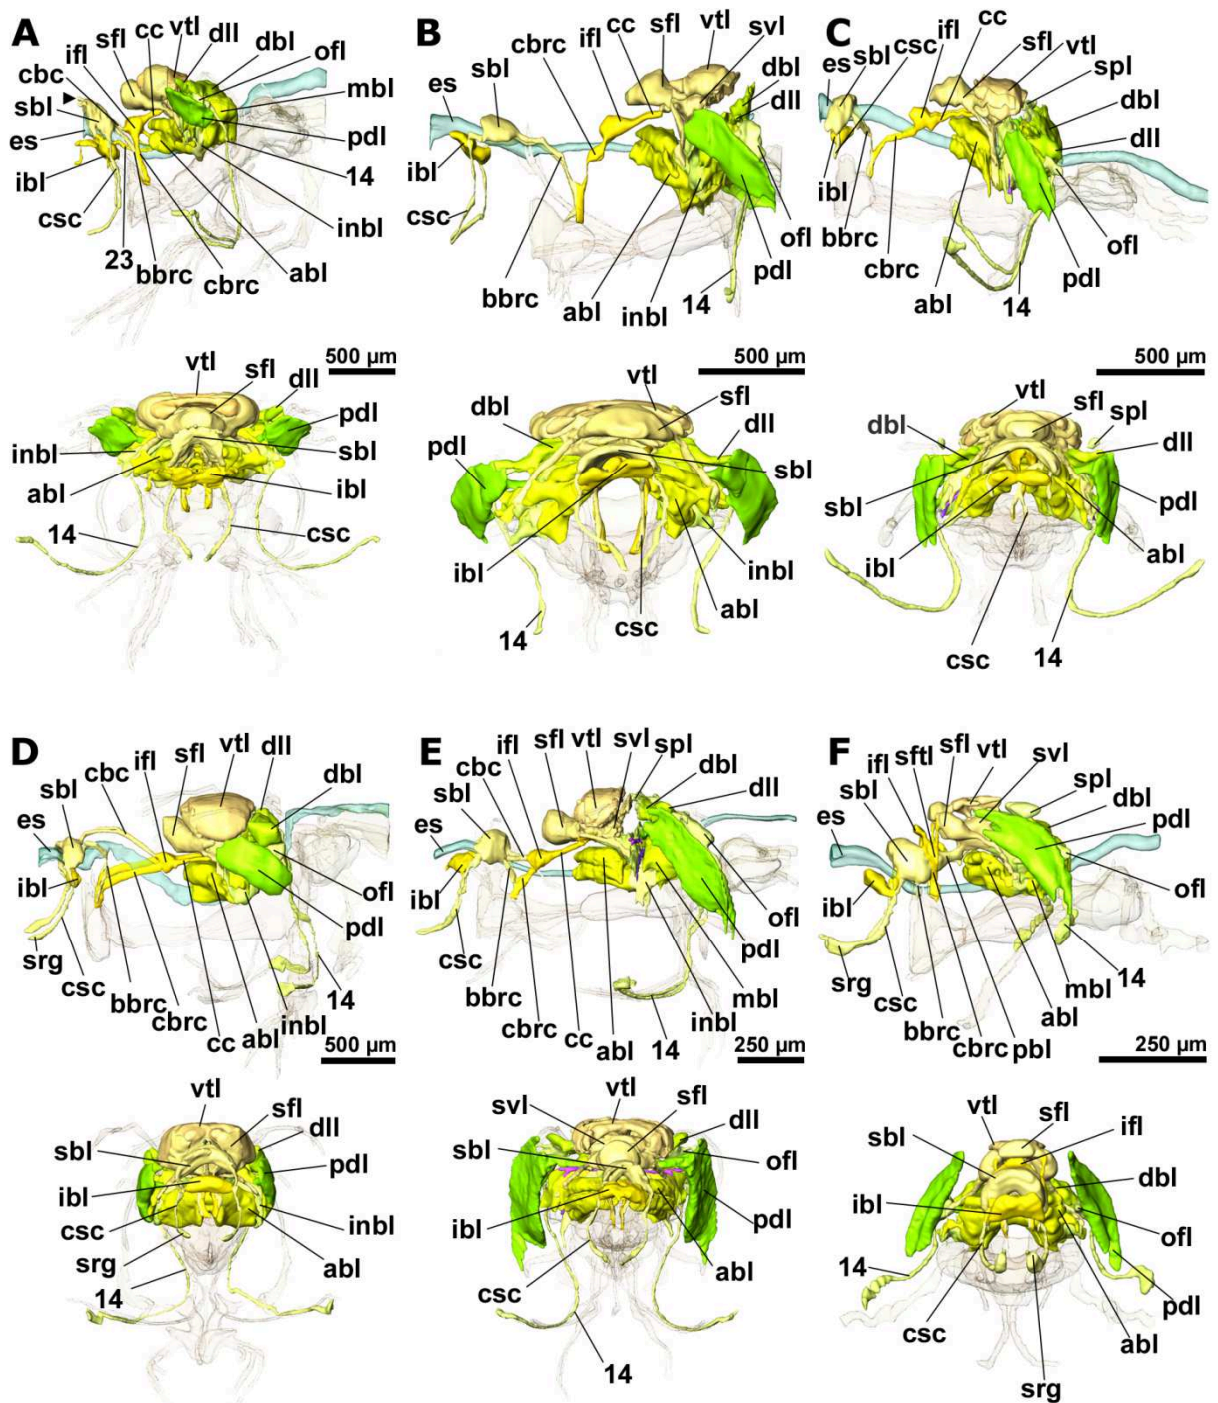 A
cbc
ifl
sfl
cc
vtl
dll
dbl
ofl
mbl
sbl
es
pdl
14
ibl
csc
23
bbrc
cbrc
abl
inbl
B
es
sbl
cbrc
ifl
cc
sfl
vtl
svl
dbl
dll
ibl
csc
bbrc
abl
inbl
14
pdl
ofl
C
es
sbl
csc
ifl
cc
sfl
vtl
spl
dbl
dll
ibl
bbrc
cbrc
abl
14
pdl
ofl
500 µm
vtl
sfl
dll
pdl
inbl
abl
sbl
ibl
14
csc
500 µm
vtl
dbl
sfl
dll
pdl
sbl
ibl
inbl
14
csc
abl
500 µm
vtl
sfl
spl
dbl
dll
sbl
pdl
ibl
abl
csc
14
D
es
sbl
cbc
ifl
sfl
vtl
dll
dbl
ibl
ofl
pdl
srg
csc
bbrc
cbrc
cc
abl
inbl
14
500 µm
E
es
sbl
cbc
ifl
sfl
vtl
svl
spl
dbl
dll
ibl
ofl
pdl
csc
bbrc
cbrc
cc
abl
14
inbl
mbl
250 µm
F
es
sbl
ifl
sftl
sfl
vtl
svl
spl
dbl
pdl
ofl
ibl
srg
csc
bbrc
cbrc
pbl
abl
mbl
14
250 µm
vtl
sfl
dll
sbl
pdl
ibl
csc
inbl
srg
abl
14
vtl
svl
sfl
dll
sbl
ofl
ibl
pdl
abl
csc
14
vtl
sfl
sbl
ifl
ibl
dbl
ofl
14
pdl
csc
abl
srg